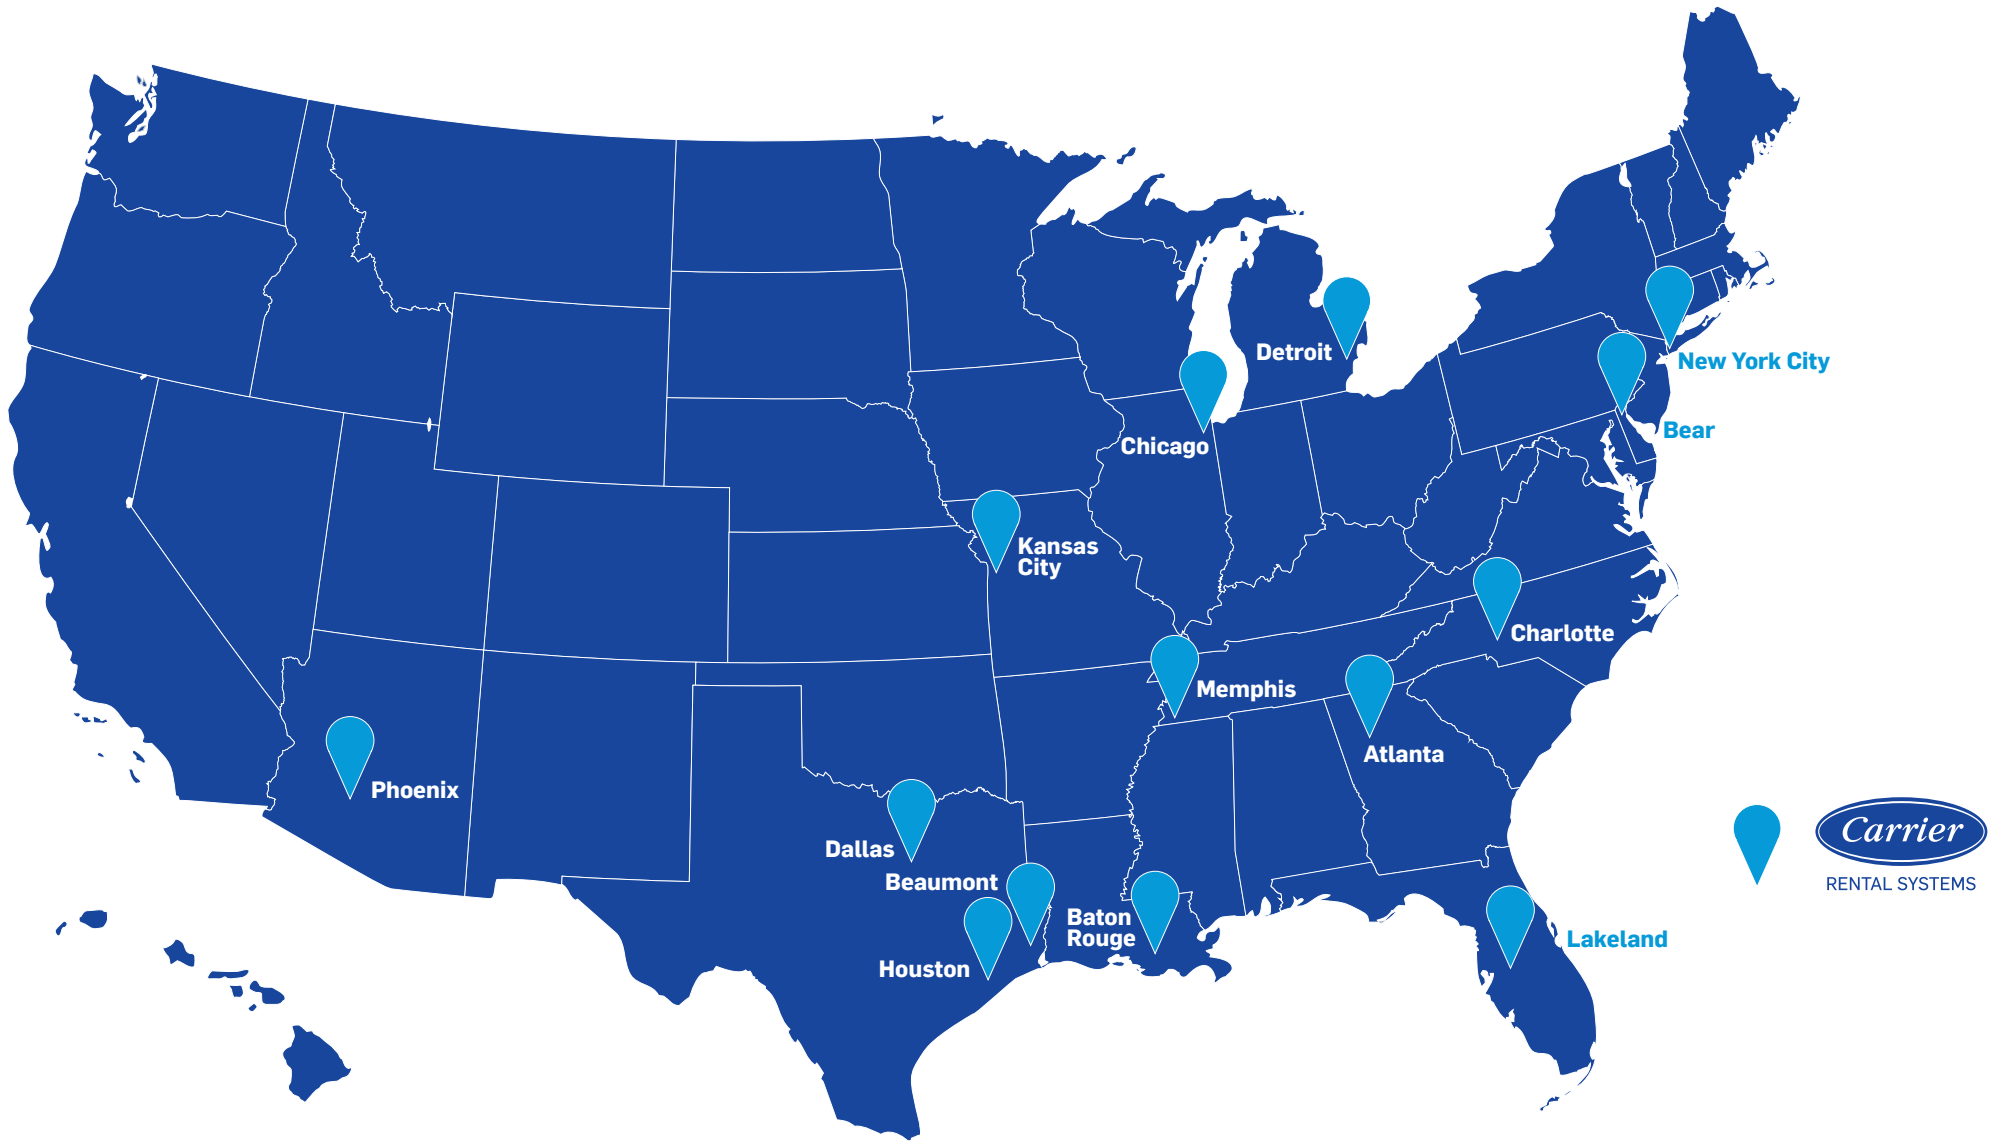 Detroit
New York City
Chicago
Bear
Kansas
City
Charlotte
Memphis
Atlanta
Phoenix
Dallas
Beaumont
Baton
Rouge
Houston
Lakeland
Carrier
RENTAL SYSTEMS